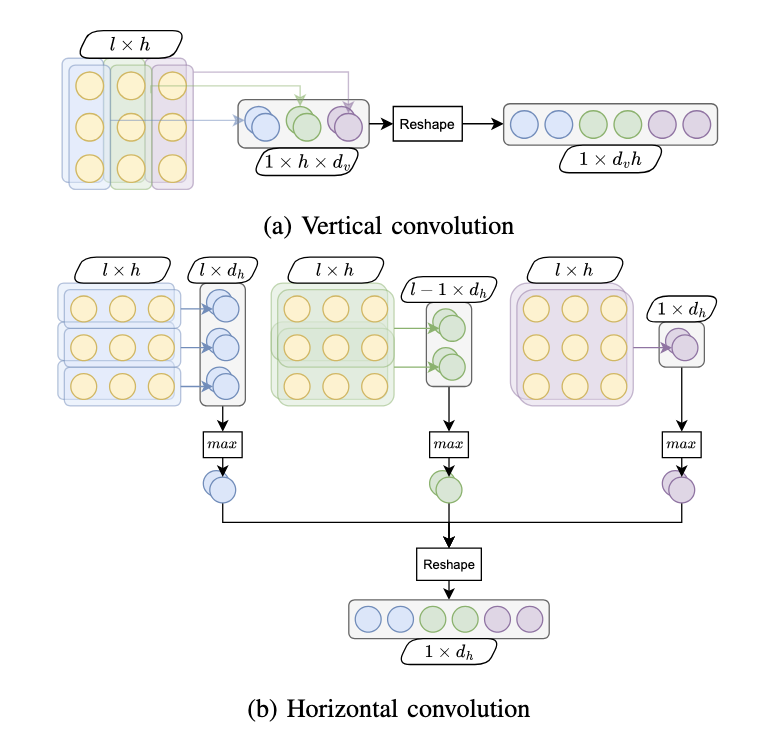 l × h
1 × h × d_v
Reshape
1 × d_v h
(a) Vertical convolution
l × h
l × d_h
l × h
l − 1 × d_h
l × h
1 × d_h
max
max
max
Reshape
1 × d_h
(b) Horizontal convolution